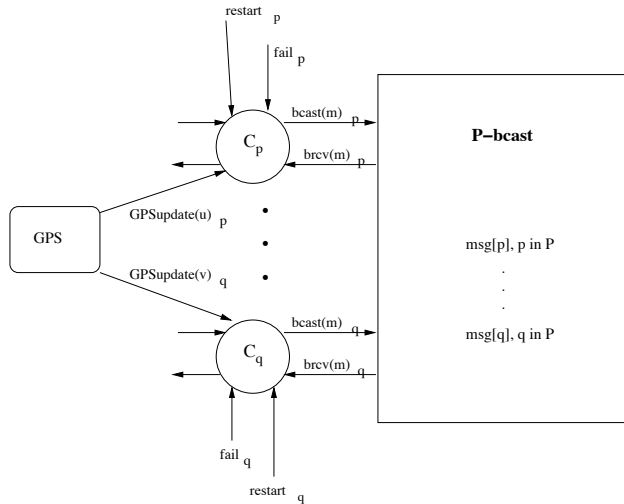 restart p
fail p
bcast(m) p
P-bcast
C p
brcv(m) p
GPSupdate(u) p
GPS
msg[p], p in P
GPSupdate(v) q
.
.
.
bcast(m) q
msg[q], q in P
C q
brcv(m) q
fail q
restart q